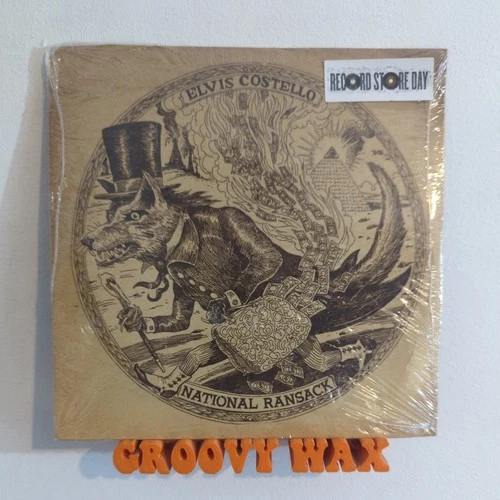 ELVIS COSTELLO
RECORD STORE DAY
NATIONAL RANSACK
GROOVY WAX